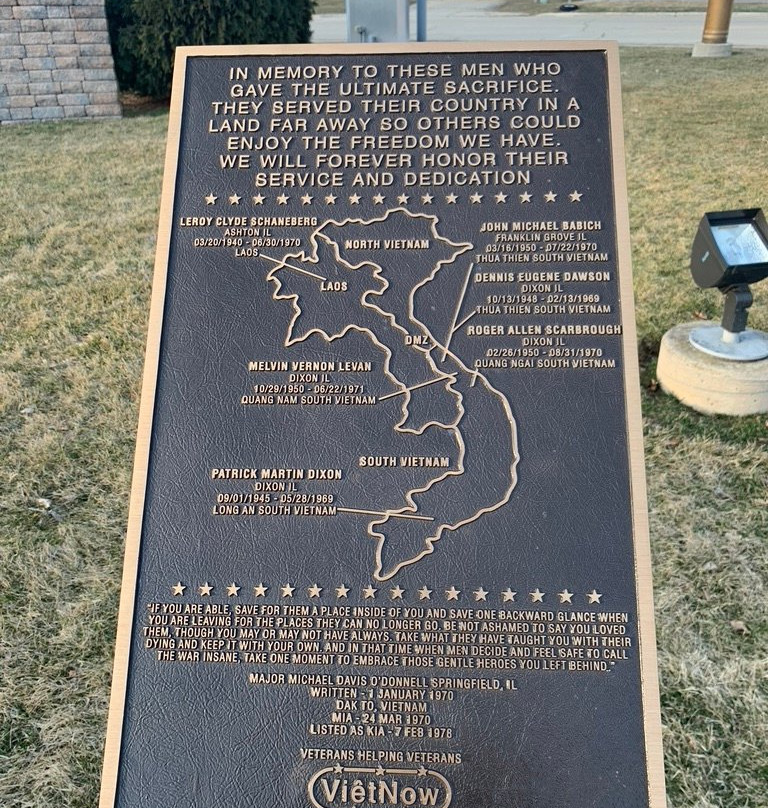 IN MEMORY TO THESE MEN WHO
GAVE THE ULTIMATE SACRIFICE.
THEY SERVED THEIR COUNTRY IN A
LAND FAR AWAY SO OTHERS COULD
ENJOY THE FREEDOM WE HAVE.
WE WILL FOREVER HONOR THEIR
SERVICE AND DEDICATION
LEROY CLYDE SCHANEBERG
ASHTON IL
03/20/1940 - 06/30/1970
LAOS
NORTH VIETNAM
LAOS
DMZ
JOHN MICHAEL BABICH
FRANKLIN GROVE IL
03/16/1950 - 07/22/1970
THUA THIEN SOUTH VIETNAM
DENNIS EUGENE DAWSON
DIXON IL
10/13/1948 - 02/13/1969
THUA THIEN SOUTH VIETNAM
ROGER ALLEN SCARBROUGH
DIXON IL
02/26/1950 - 08/31/1970
QUANG NGAI SOUTH VIETNAM
MELVIN VERNON LEVAN
DIXON IL
10/29/1950 - 06/22/1971
QUANG NAM SOUTH VIETNAM
SOUTH VIETNAM
PATRICK MARTIN DIXON
DIXON IL
09/01/1945 - 05/28/1969
LONG AN SOUTH VIETNAM
"IF YOU ARE ABLE, SAVE FOR THEM A PLACE INSIDE OF YOU AND SAVE ONE BACKWARD GLANCE WHEN
YOU ARE LEAVING FOR THE PLACES THEY CAN NO LONGER GO. BE NOT ASHAMED TO SAY YOU LOVED
THEM, THOUGH YOU MAY OR MAY NOT HAVE ALWAYS. TAKE WHAT THEY HAVE TAUGHT YOU WITH THEIR
DYING AND KEEP IT WITH YOUR OWN. AND IN THAT TIME WHEN MEN DECIDE AND FEEL SAFE TO CALL
THE WAR INSANE, TAKE ONE MOMENT TO EMBRACE THOSE GENTLE HEROES YOU LEFT BEHIND."
MAJOR MICHAEL DAVIS O'DONNELL SPRINGFIELD, IL
WRITTEN - 1 JANUARY 1970
DAK TO, VIETNAM
MIA - 24 MAR 1970
LISTED AS KIA - 7 FEB 1978
VETERANS HELPING VETERANS
ViêtNow